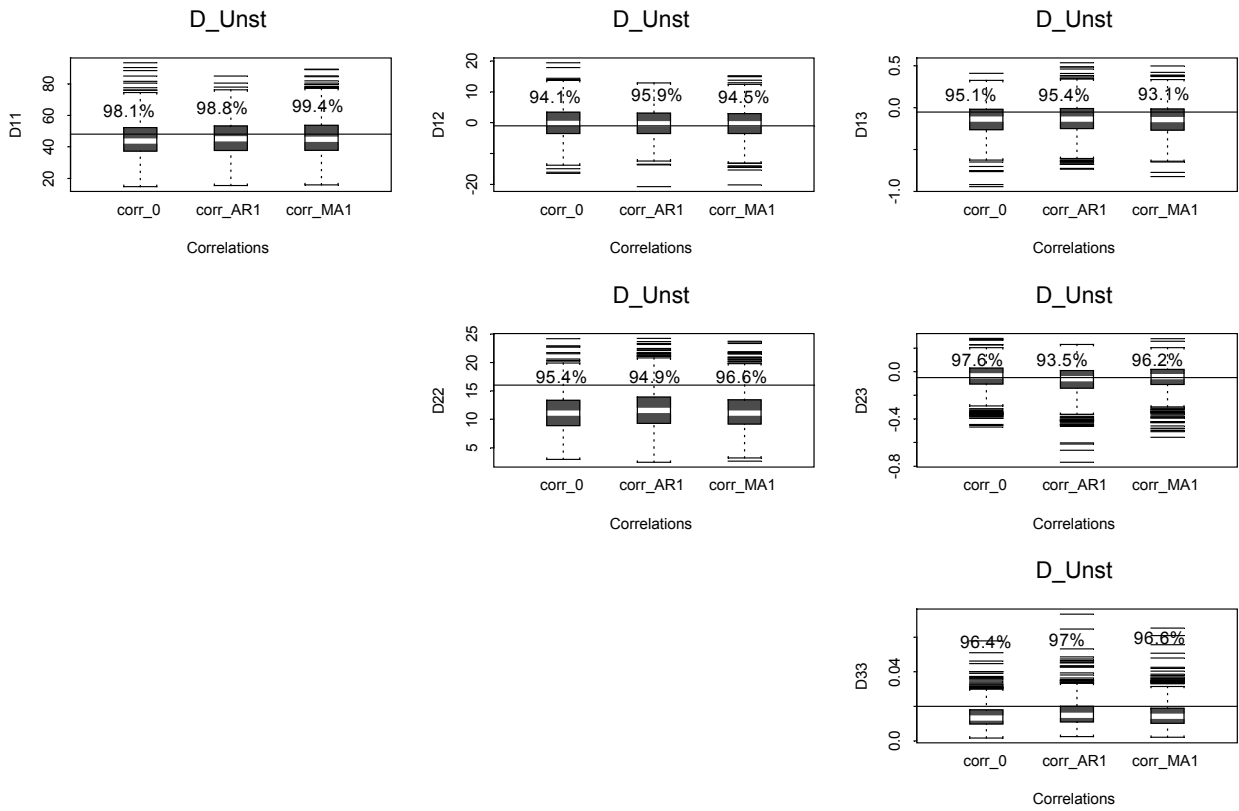 D_Unst
D11
80
60
40
20
98.1%
98.8%
99.4%
corr_0
corr_AR1
corr_MA1
Correlations
D_Unst
D12
20
10
0
-20
94.1%
95.9%
94.5%
corr_0
corr_AR1
corr_MA1
Correlations
D_Unst
D13
0.5
0.0
-1.0
95.1%
95.4%
93.1%
corr_0
corr_AR1
corr_MA1
Correlations
D_Unst
D22
25
20
15
10
5
95.4%
94.9%
96.6%
corr_0
corr_AR1
corr_MA1
Correlations
D_Unst
D23
0.0
-0.4
-0.8
97.6%
93.5%
96.2%
corr_0
corr_AR1
corr_MA1
Correlations
D_Unst
D33
0.04
0.0
96.4%
97%
96.6%
corr_0
corr_AR1
corr_MA1
Correlations